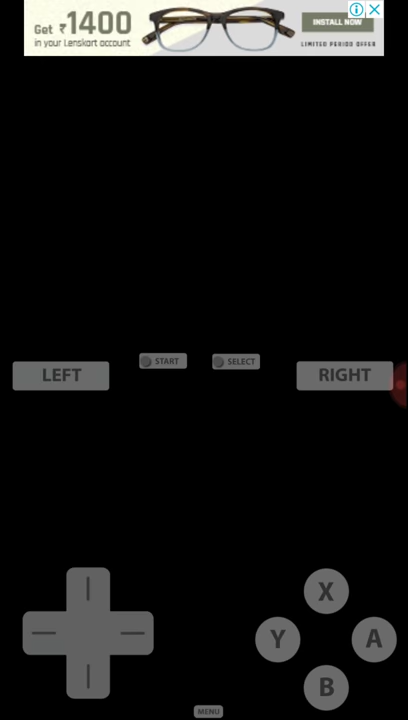 Get ₹1400
in your Lenskart account
INSTALL NOW
LIMITED PERIOD OFFER
START
SELECT
LEFT
RIGHT
X
Y
A
B
MENU